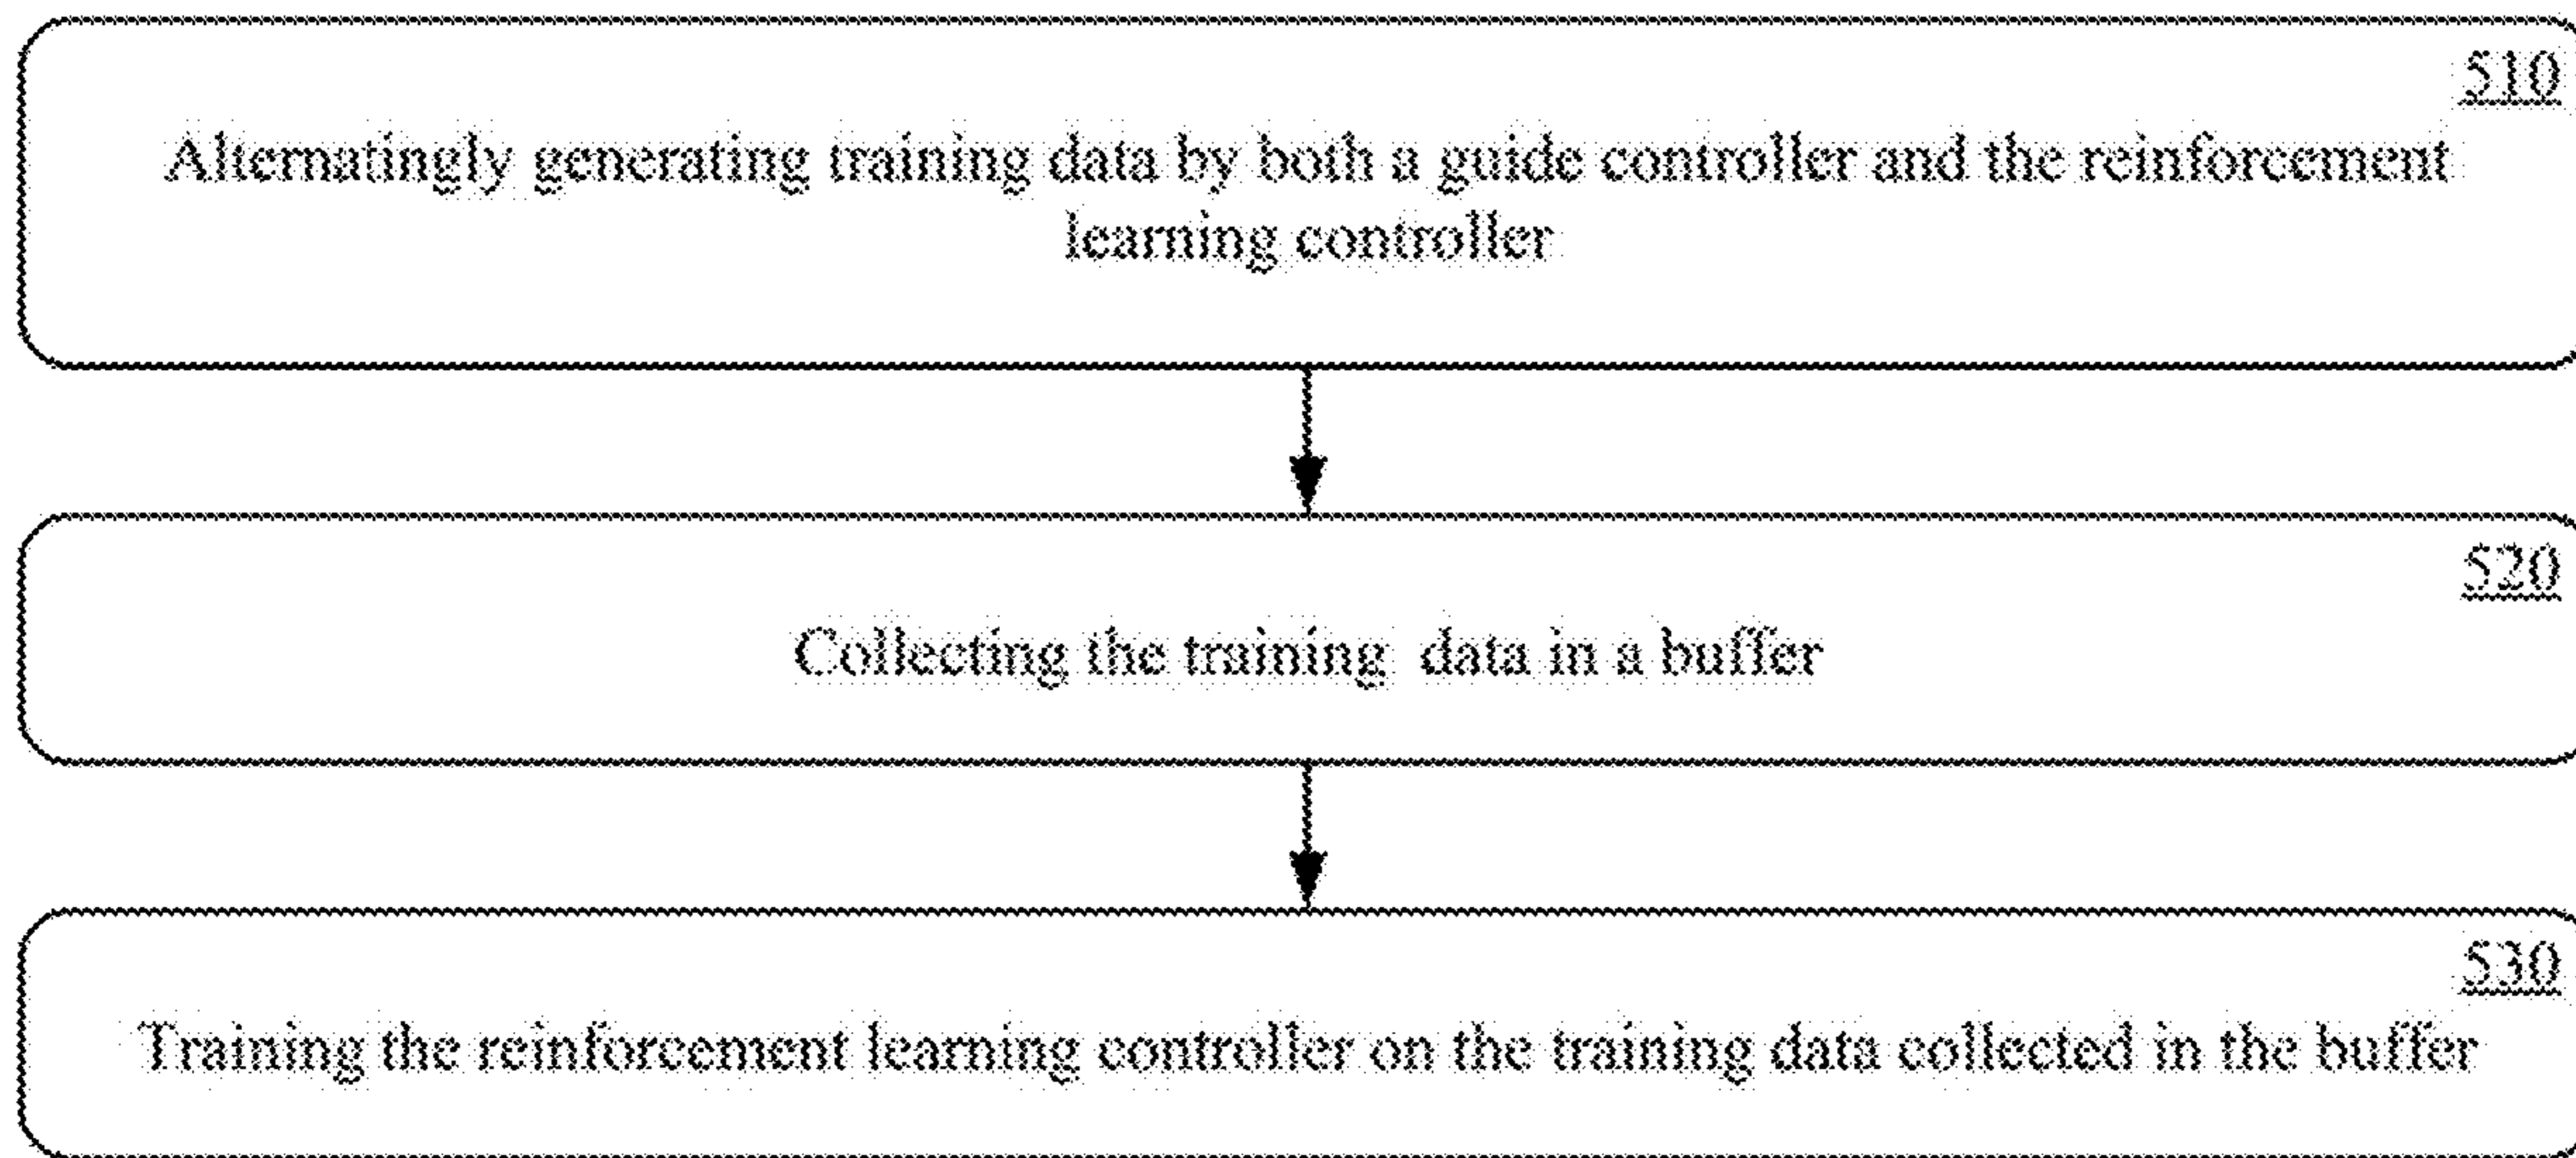 510
Alternatingly generating training data by both a guide controller and the reinforcement
learning controller
520
Collecting the training data in a buffer
530
Training the reinforcement learning controller on the training data collected in the buffer